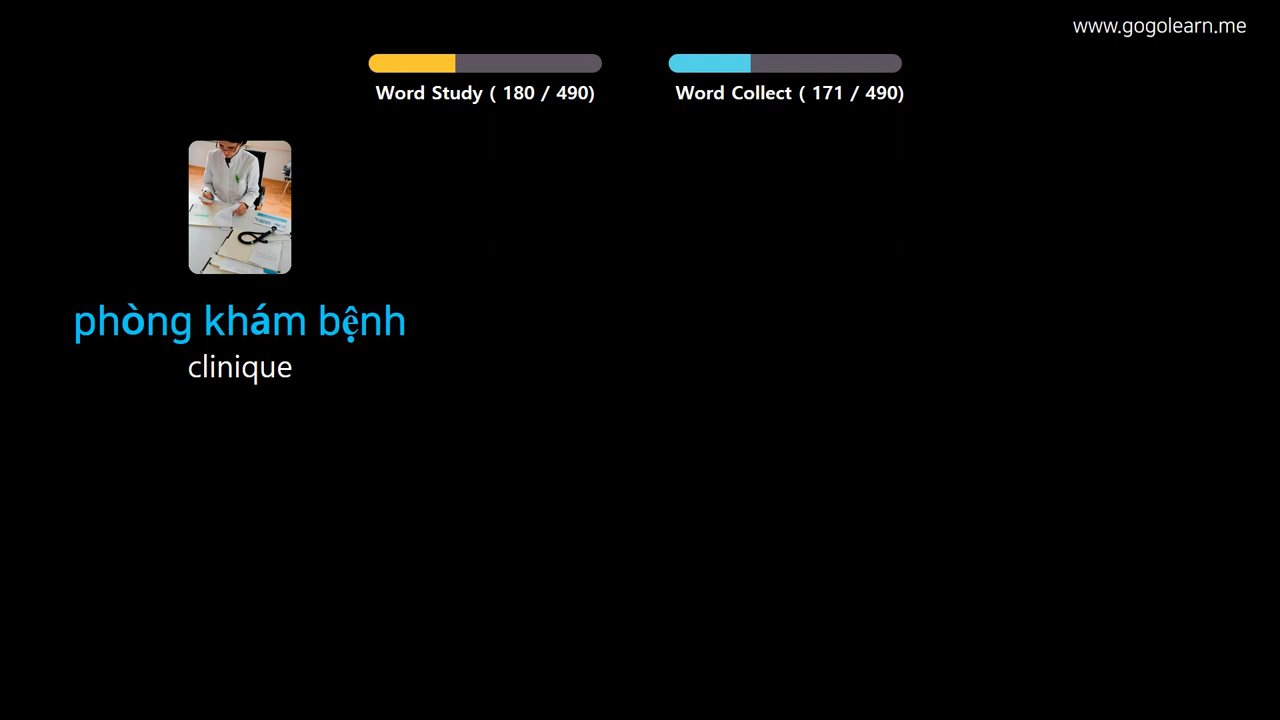 www.gogolearn.me
Word Study ( 180 / 490)
Word Collect ( 171 / 490)
phòng khám bệnh
clinique